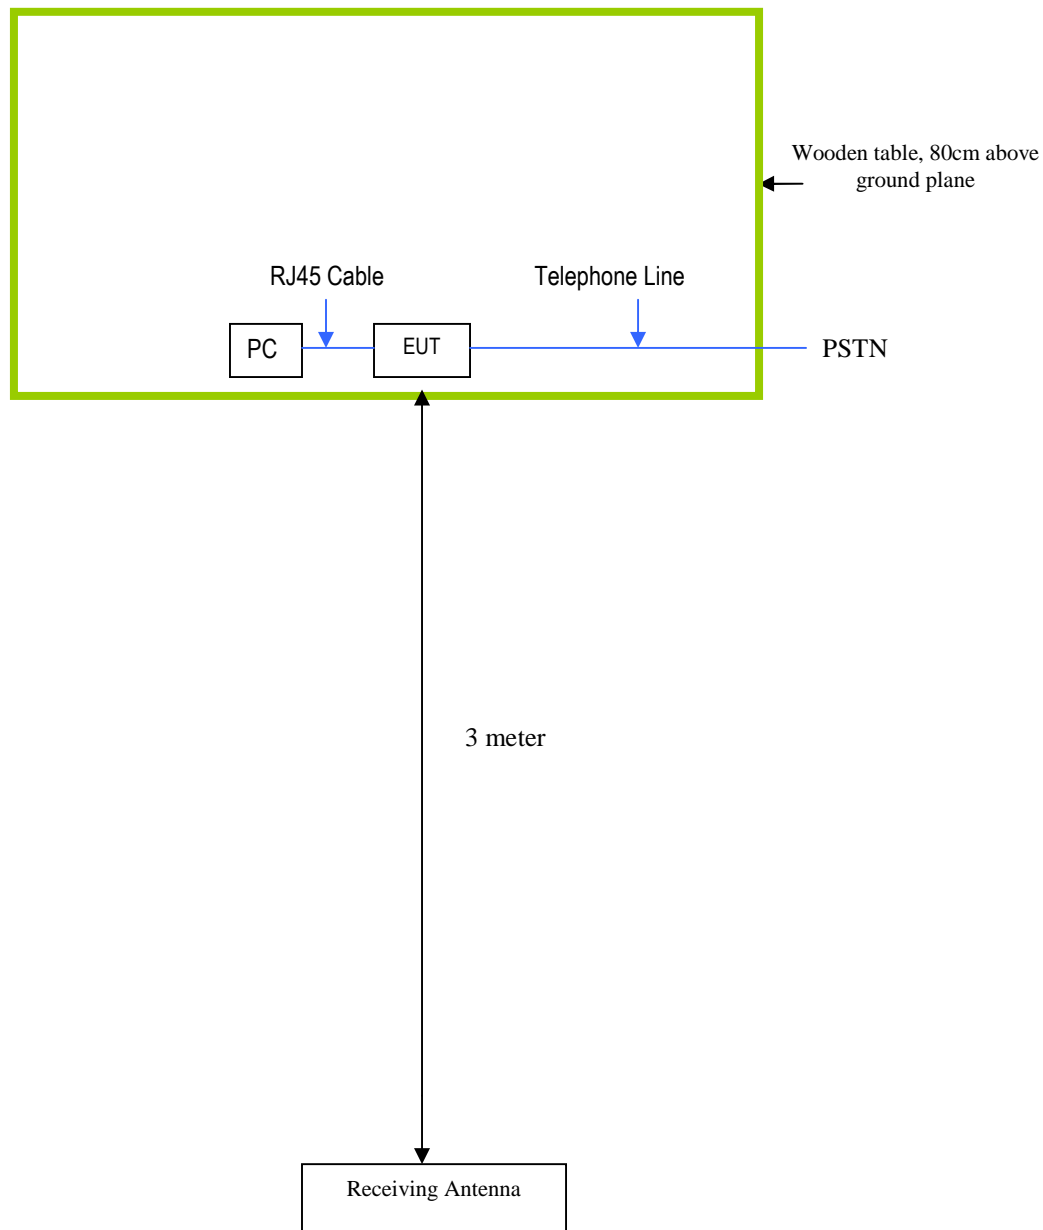 Wooden table, 80cm above
ground plane
RJ45 Cable
Telephone Line
PC
EUT
PSTN
3 meter
Receiving Antenna